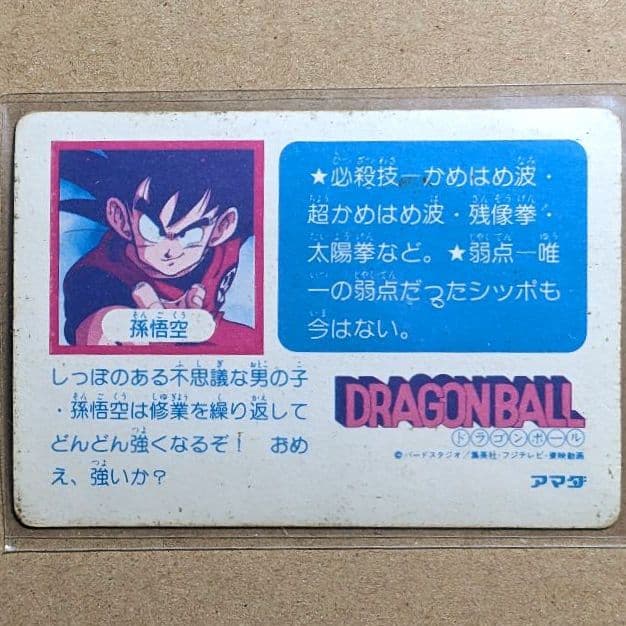 ★必殺技―かめはめ波・
超かめはめ波・残像拳・
太陽拳など。★弱点―唯
一の弱点だったシッポも
今はない。
孫悟空
しっぽのある不思議な男の子
・孫悟空は修業を繰り返して
どんどん強くなるぞ！ おめ
え、強いか？
DRAGONBALL
ドラゴンボール
©バードスタジオ／集英社・フジテレビ・東映動画
アマダ